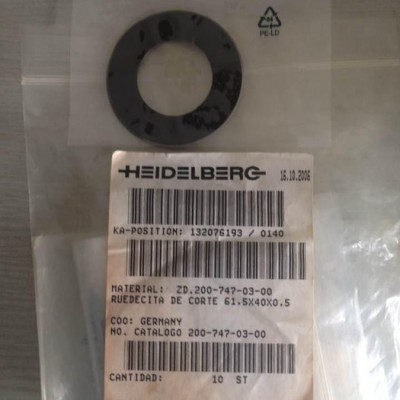 PE-LD
HEIDELBERG
16.10.2006
KA-POSITION: 132076193 / 0140
MATERIAL: ZD.200-747-03-00
RUEDECITA DE CORTE 61.5X40X0.5
COO: GERMANY
NO. CATALOGO 200-747-03-00
CANTIDAD: 10 ST